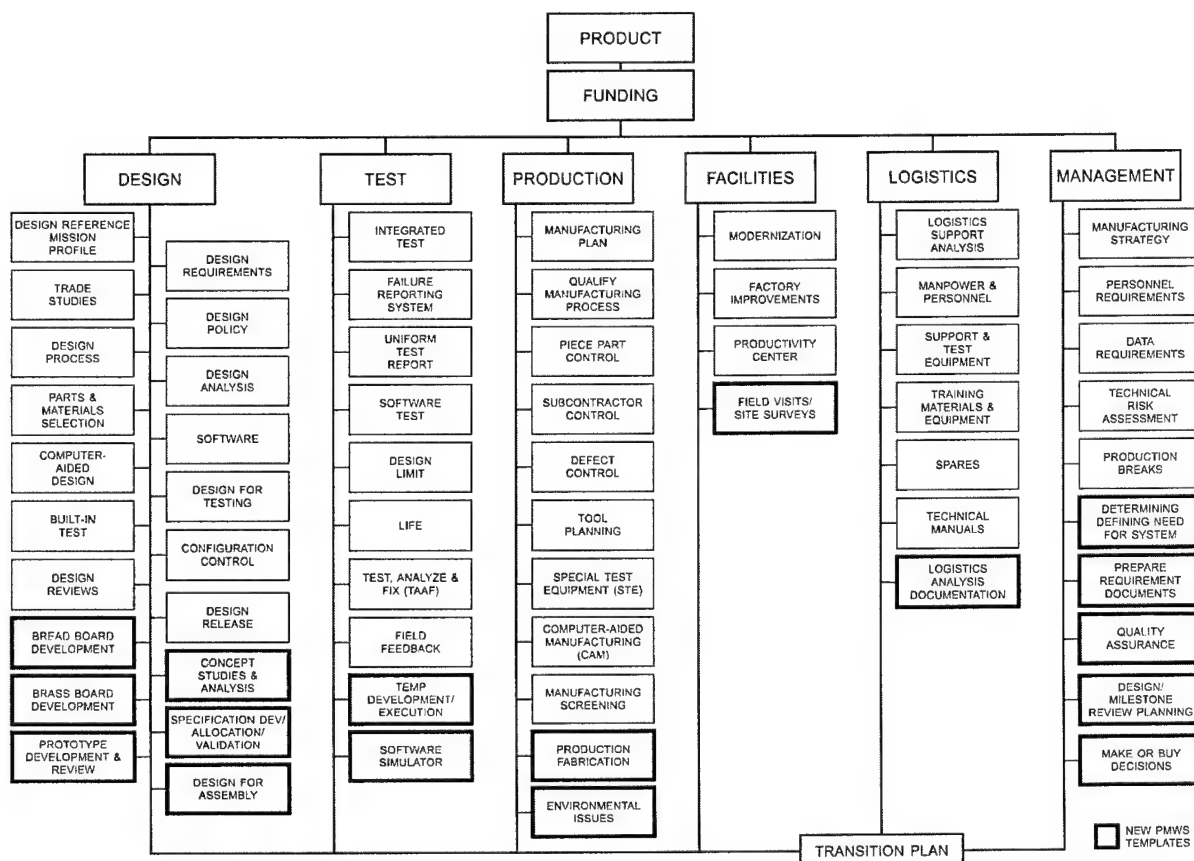 PRODUCT
FUNDING
DESIGN
TEST
PRODUCTION
FACILITIES
LOGISTICS
MANAGEMENT
DESIGN REFERENCE
MISSION
PROFILE
TRADE
STUDIES
DESIGN
PROCESS
PARTS &
MATERIALS
SELECTION
COMPUTER-
AIDED
DESIGN
BUILT-IN
TEST
DESIGN
REVIEWS
BREAD BOARD
DEVELOPMENT
BRASS BOARD
DEVELOPMENT
PROTOTYPE
DEVELOPMENT &
REVIEW
DESIGN
REQUIREMENTS
DESIGN
POLICY
DESIGN
ANALYSIS
SOFTWARE
DESIGN FOR
TESTING
CONFIGURATION
CONTROL
DESIGN
RELEASE
CONCEPT
STUDIES &
ANALYSIS
SPECIFICATION DEV/
ALLOCATION/
VALIDATION
DESIGN FOR
ASSEMBLY
INTEGRATED
TEST
FAILURE
REPORTING
SYSTEM
UNIFORM
TEST
REPORT
SOFTWARE
TEST
DESIGN
LIMIT
LIFE
TEST, ANALYZE &
FIX (TAAF)
FIELD
FEEDBACK
TEMP
DEVELOPMENT/
EXECUTION
SOFTWARE
SIMULATOR
MANUFACTURING
PLAN
QUALIFY
MANUFACTURING
PROCESS
PIECE PART
CONTROL
SUBCONTRACTOR
CONTROL
DEFECT
CONTROL
TOOL
PLANNING
SPECIAL TEST
EQUIPMENT (STE)
COMPUTER-AIDED
MANUFACTURING
(CAM)
MANUFACTURING
SCREENING
PRODUCTION
FABRICATION
ENVIRONMENTAL
ISSUES
MODERNIZATION
FACTORY
IMPROVEMENTS
PRODUCTIVITY
CENTER
FIELD VISITS/
SITE SURVEYS
LOGISTICS
SUPPORT
ANALYSIS
MANPOWER &
PERSONNEL
SUPPORT &
TEST
EQUIPMENT
TRAINING
MATERIALS &
EQUIPMENT
SPARES
TECHNICAL
MANUALS
LOGISTICS
ANALYSIS
DOCUMENTATION
MANUFACTURING
STRATEGY
PERSONNEL
REQUIREMENTS
DATA
REQUIREMENTS
TECHNICAL
RISK
ASSESSMENT
PRODUCTION
BREAKS
DETERMINING
DEFINING NEED
FOR SYSTEM
PREPARE
REQUIREMENT
DOCUMENTS
QUALITY
ASSURANCE
DESIGN/
MILESTONE
REVIEW PLANNING
MAKE OR BUY
DECISIONS
TRANSITION PLAN
NEW PMWS
TEMPLATES